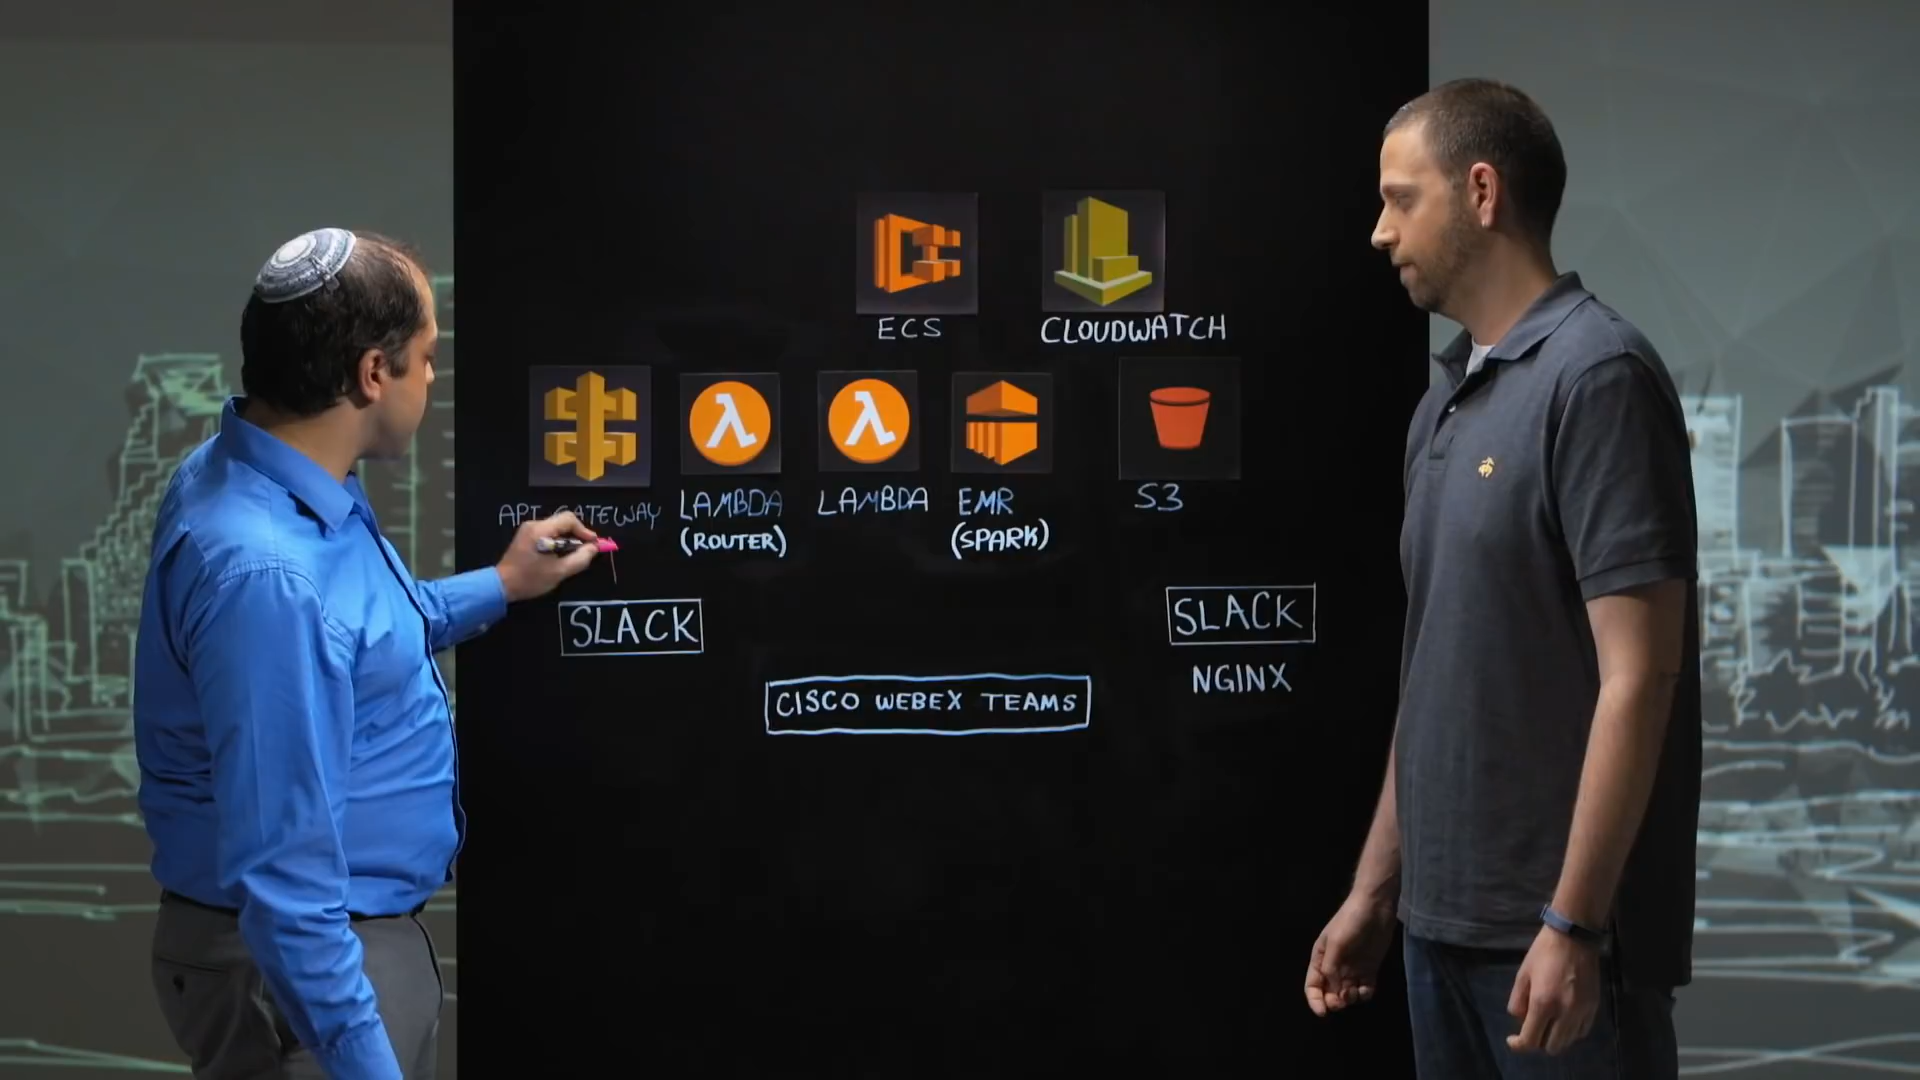 ECS
CLOUDWATCH
API GATEWAY
LAMBDA
(ROUTER)
LAMBDA
EMR
(SPARK)
S3
SLACK
SLACK
NGINX
CISCO WEBEX TEAMS